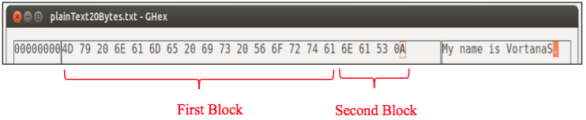 plainText20Bytes.txt - GHex
00000000 4D 79 20 6E 61 6D 65 20 69 73 20 56 6F 72 74 61 6E 61 53 0A My name is VortanaS.
First Block Second Block